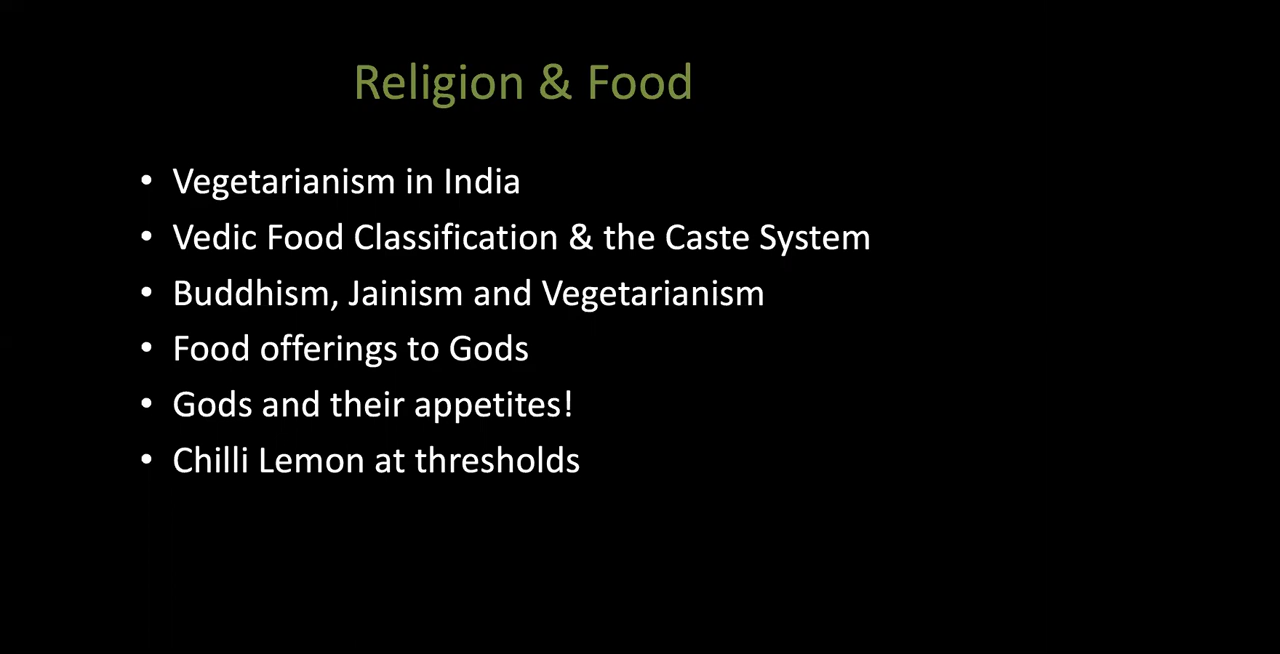 Religion & Food
• Vegetarianism in India
• Vedic Food Classification & the Caste System
• Buddhism, Jainism and Vegetarianism
• Food offerings to Gods
• Gods and their appetites!
• Chilli Lemon at thresholds